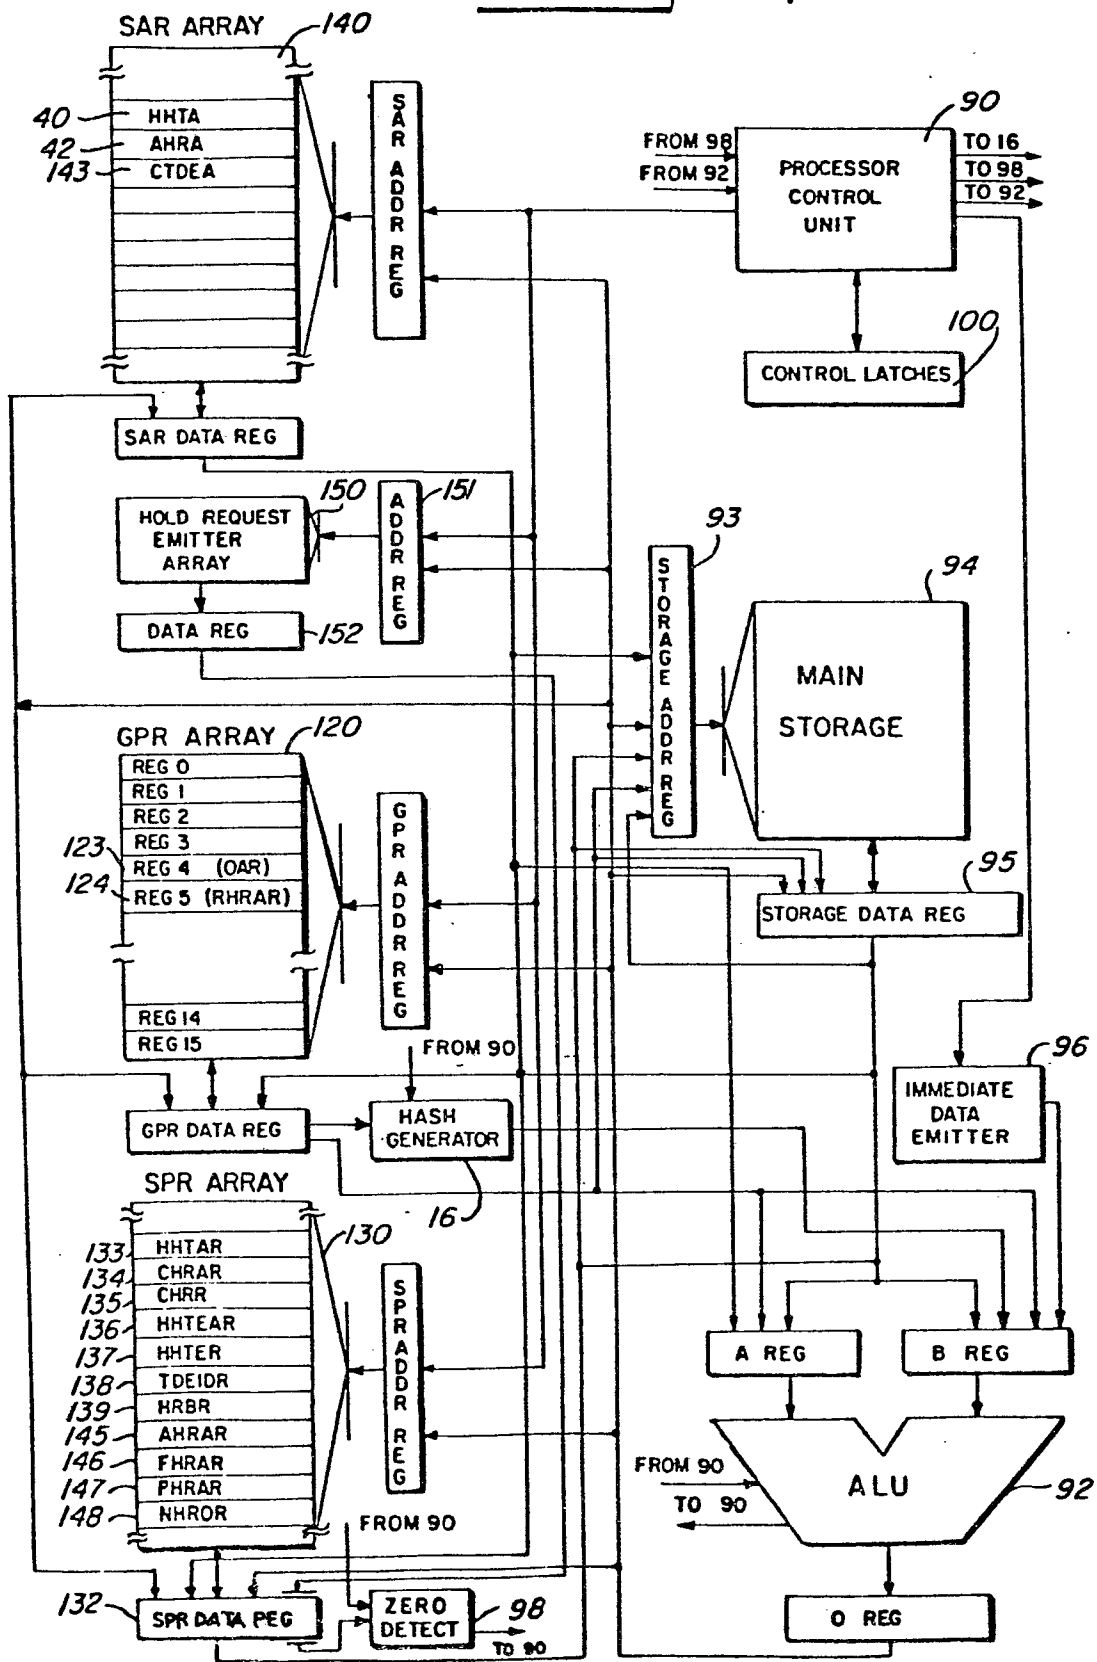 SAR ARRAY
140
40
HHTA
42
AHRA
143
CTDEA
SAR ADDR REG
90
FROM 98
FROM 92
PROCESSOR
CONTROL
UNIT
TO 16
TO 98
TO 92
100
CONTROL LATCHES
SAR DATA REG
HOLD REQUEST
EMITTER
ARRAY
150
ADDR REG
151
DATA REG
152
93
STORAGE ADDR REG
94
MAIN
STORAGE
95
STORAGE DATA REG
GPR ARRAY
120
REG 0
REG 1
REG 2
REG 3
123
REG 4 (OAR)
124
REG 5 (RHRAR)
REG 14
REG 15
GPR ADDR REG
FROM 90
GPR DATA REG
HASH
GENERATOR
16
96
IMMEDIATE
DATA
EMITTER
SPR ARRAY
130
133
HHTAR
134
CHRAR
135
CHRR
136
HHTEAR
137
HHTER
138
TDEIDR
139
HRBR
145
AHRAR
146
FHRAR
147
PHRAR
148
NHROR
SPR ADDR REG
A REG
B REG
FROM 90
TO 90
ALU
92
FROM 90
132
SPR DATA PEG
ZERO
DETECT
98
TO 90
O REG